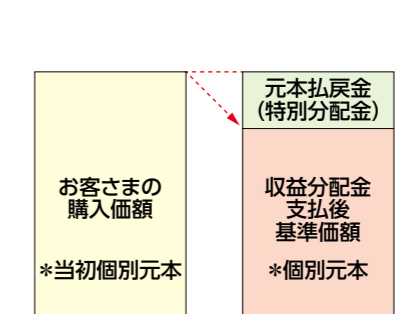 お客さまの
購入価額
*当初個別元本
元本払戻金
(特別分配金)
収益分配金
支払後
基準価額
*個別元本